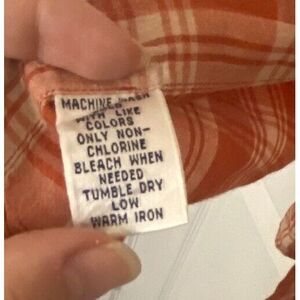 MACHINE WASH
WITH LIKE
COLORS
ONLY NON-
CHLORINE
BLEACH WHEN
NEEDED
TUMBLE DRY
LOW
WARM IRON